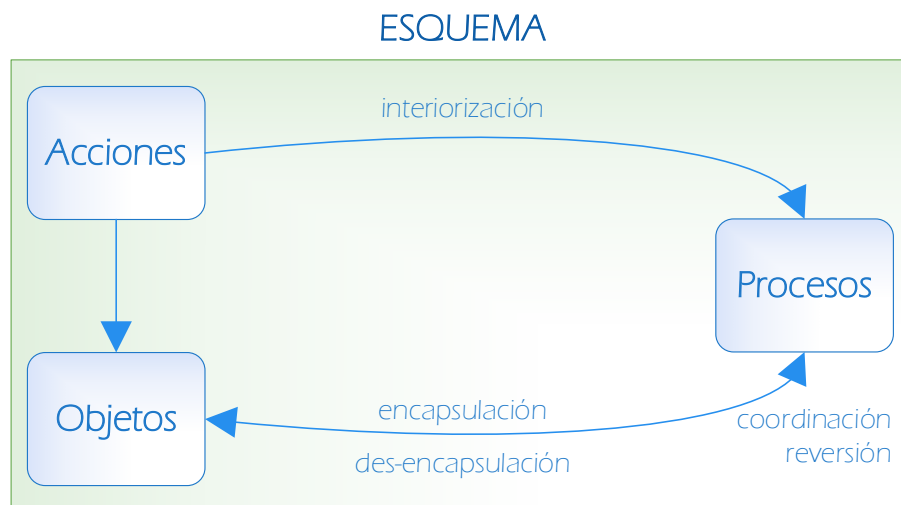 ESQUEMA
interiorización
Acciones
Procesos
Objetos
encapsulación
des-encapsulación
coordinación
reversión